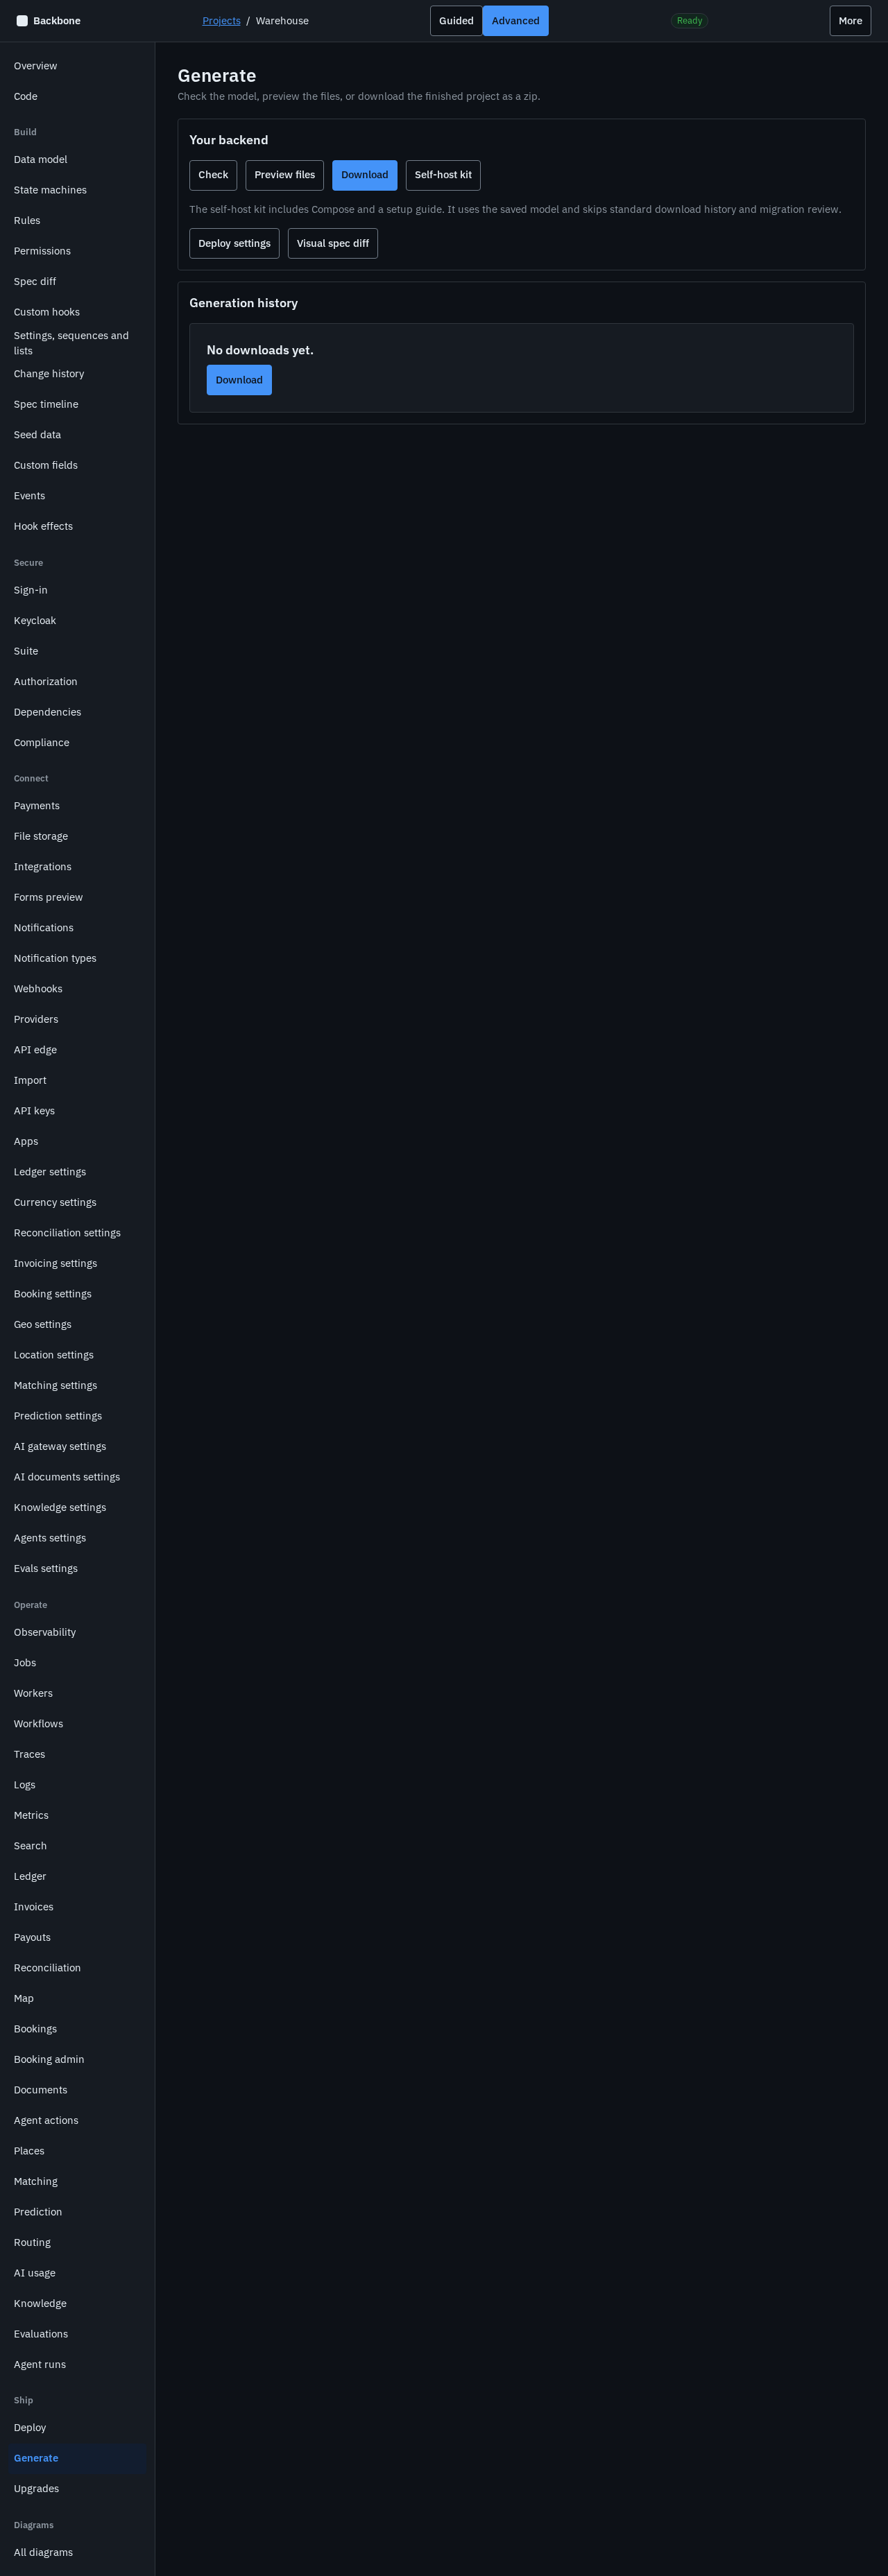 Backbone
Projects / Warehouse
Guided
Advanced
Ready
More
Overview
Code
Build
Data model
State machines
Rules
Permissions
Spec diff
Custom hooks
Settings, sequences and
lists
Change history
Spec timeline
Seed data
Custom fields
Events
Hook effects
Secure
Sign-in
Keycloak
Suite
Authorization
Dependencies
Compliance
Connect
Payments
File storage
Integrations
Forms preview
Notifications
Notification types
Webhooks
Providers
API edge
Import
API keys
Apps
Ledger settings
Currency settings
Reconciliation settings
Invoicing settings
Booking settings
Geo settings
Location settings
Matching settings
Prediction settings
AI gateway settings
AI documents settings
Knowledge settings
Agents settings
Evals settings
Operate
Observability
Jobs
Workers
Workflows
Traces
Logs
Metrics
Search
Ledger
Invoices
Payouts
Reconciliation
Map
Bookings
Booking admin
Documents
Agent actions
Places
Matching
Prediction
Routing
AI usage
Knowledge
Evaluations
Agent runs
Ship
Deploy
Generate
Upgrades
Diagrams
All diagrams
Generate
Check the model, preview the files, or download the finished project as a zip.
Your backend
Check
Preview files
Download
Self-host kit
The self-host kit includes Compose and a setup guide. It uses the saved model and skips standard download history and migration review.
Deploy settings
Visual spec diff
Generation history
No downloads yet.
Download